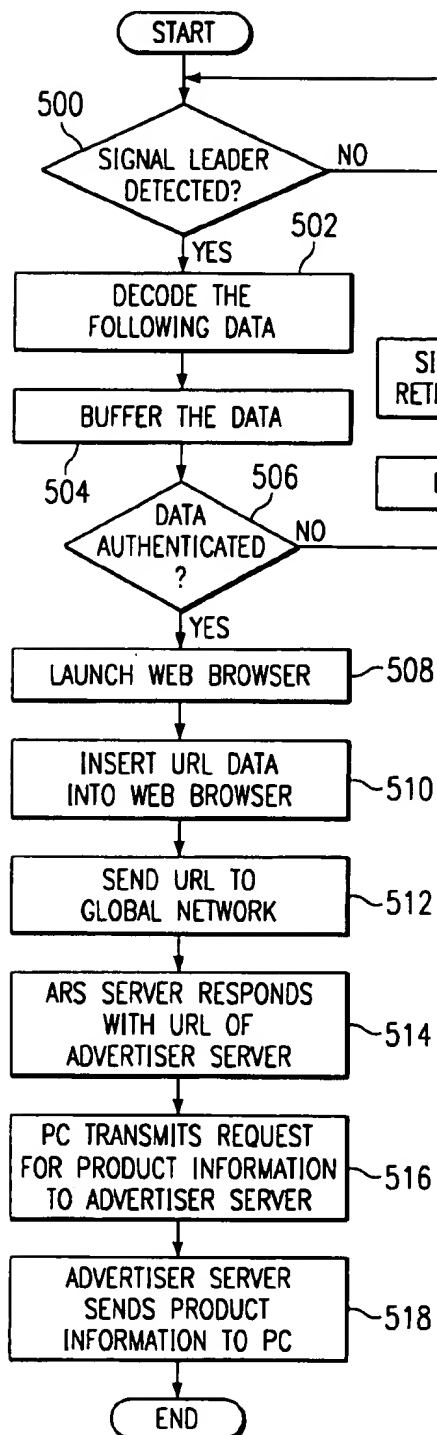 START
500
SIGNAL LEADER
DETECTED?
NO
YES
502
DECODE THE
FOLLOWING DATA
BUFFER THE DATA
504
506
DATA
AUTHENTICATED
?
NO
YES
LAUNCH WEB BROWSER
508
INSERT URL DATA
INTO WEB BROWSER
510
SEND URL TO
GLOBAL NETWORK
512
ARS SERVER RESPONDS
WITH URL OF
ADVERTISER SERVER
514
PC TRANSMITS REQUEST
FOR PRODUCT INFORMATION
TO ADVERTISER SERVER
516
ADVERTISER SERVER
SENDS PRODUCT
INFORMATION TO PC
518
END